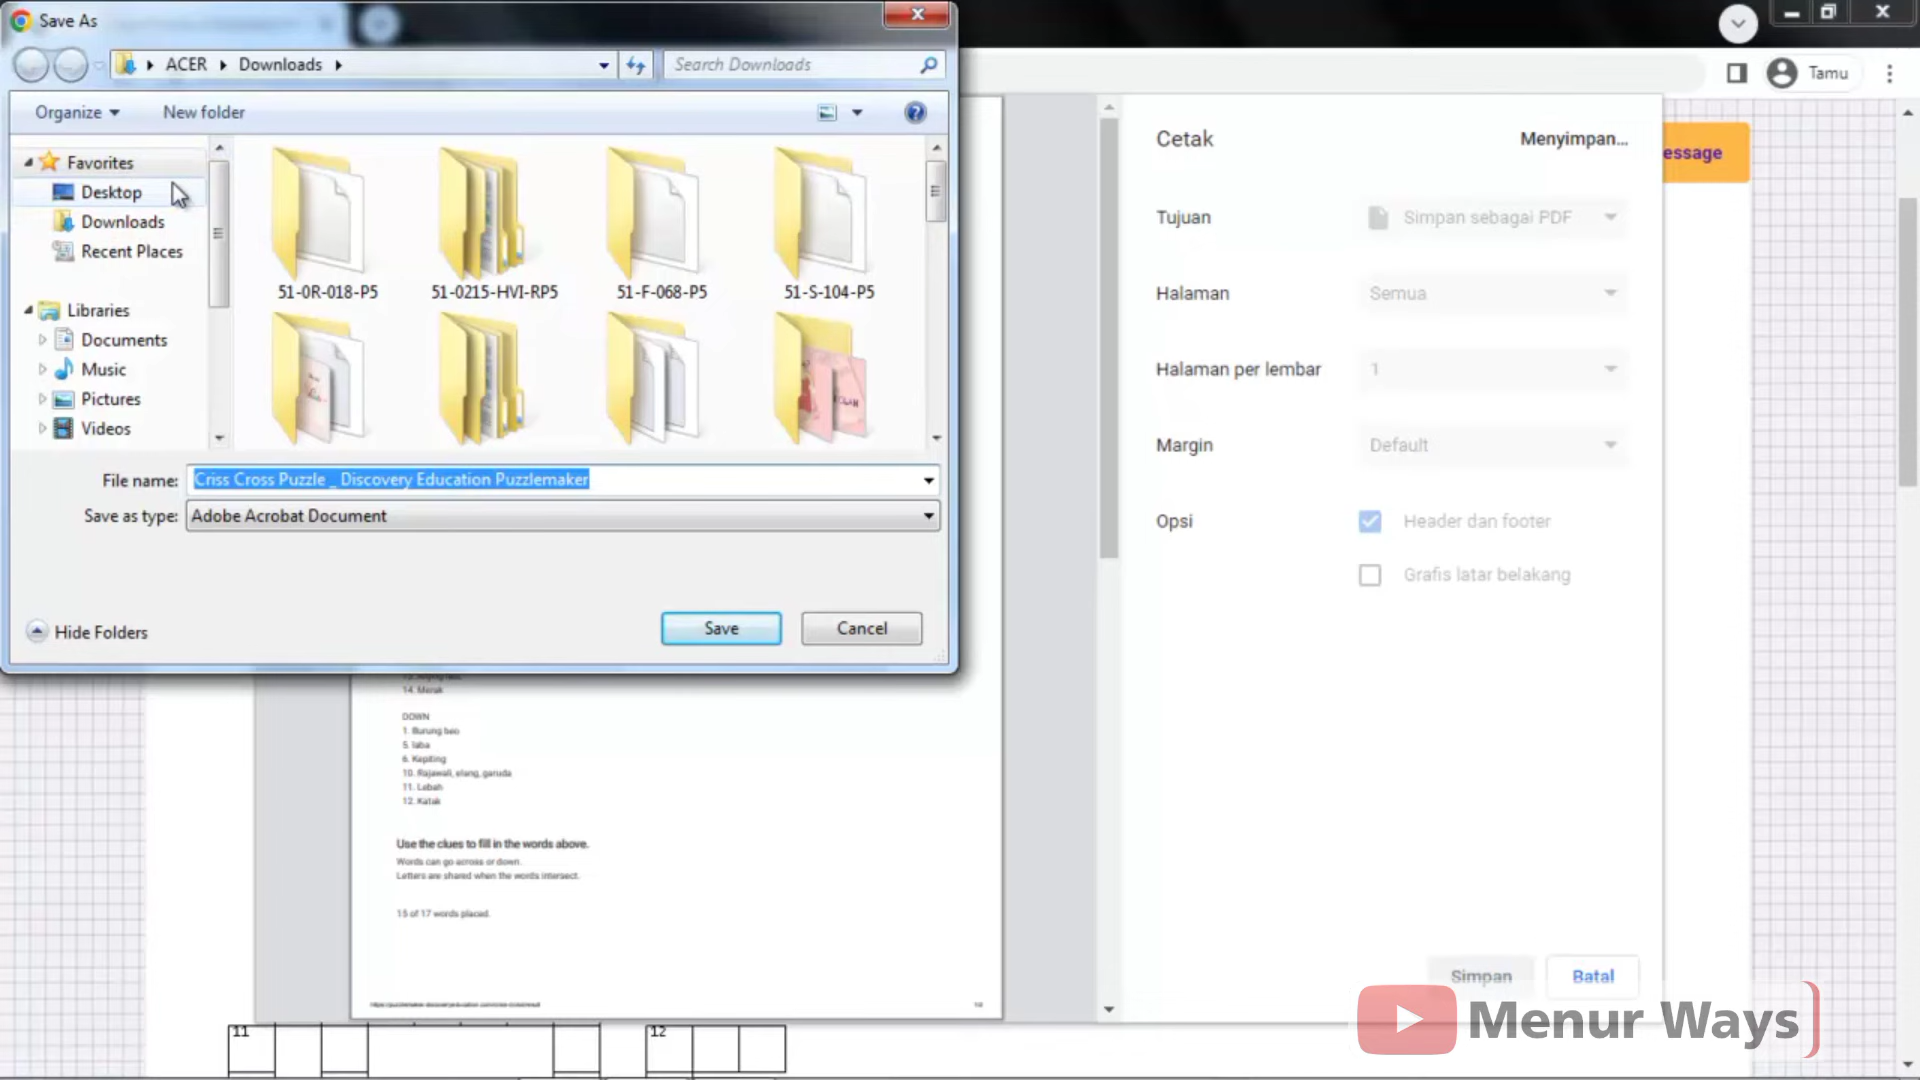 Save As
ACER
Downloads
Search Downloads
Tamu
Organize
New folder
Favorites
Desktop
Downloads
Recent Places
Libraries
Documents
Music
Pictures
Videos
51-0R-018-P5
51-0215-HVI-RP5
51-F-068-P5
51-S-104-P5
File name:
Criss Cross Puzzle _ Discovery Education Puzzlemaker
Save as type:
Adobe Acrobat Document
Hide Folders
Save
Cancel
Cetak
Menyimpan...
essage
Tujuan
Simpan sebagai PDF
Halaman
Semua
Halaman per lembar
1
Margin
Default
Opsi
Header dan footer
Grafis latar belakang
Simpan
Batal
14. Merak
DOWN
1. Burung beo
5. laba
6. Kepiting
10. Rajawali, elang, garuda
11. Lebah
12. Katak
Use the clues to fill in the words above.
Words can go across or down.
Letters are shared when the words intersect.
15 of 17 words placed.
11
12
Menur Ways